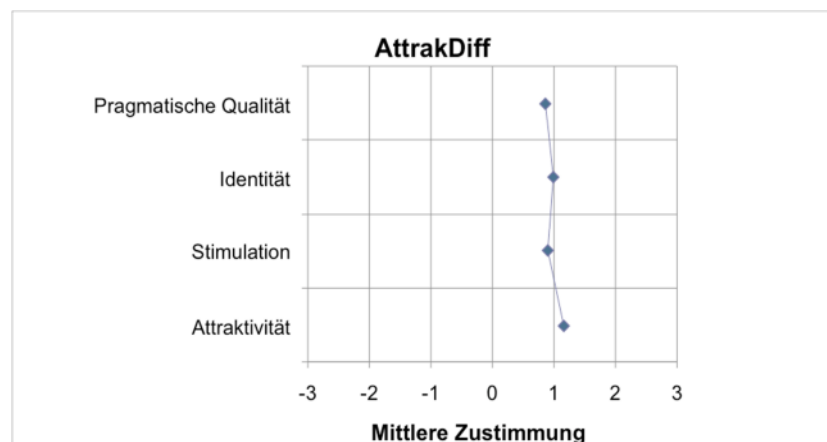 AttrakDiff
Pragmatische Qualität
Identität
Stimulation
Attraktivität
-3 -2 -1 0 1 2 3
Mittlere Zustimmung